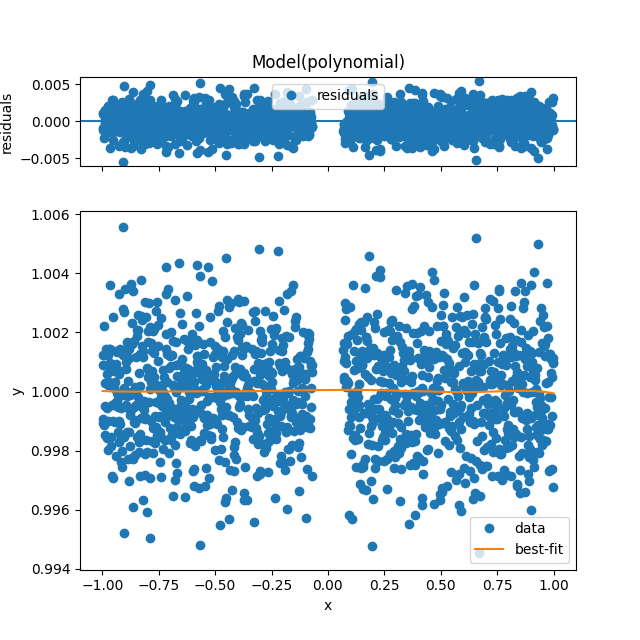 Model(polynomial)
0.005
0.000
−0.005
residuals
residuals
1.006
1.004
1.002
1.000
0.998
0.996
0.994
y
data
best-fit
−1.00 −0.75 −0.50 −0.25 0.00 0.25 0.50 0.75 1.00
x